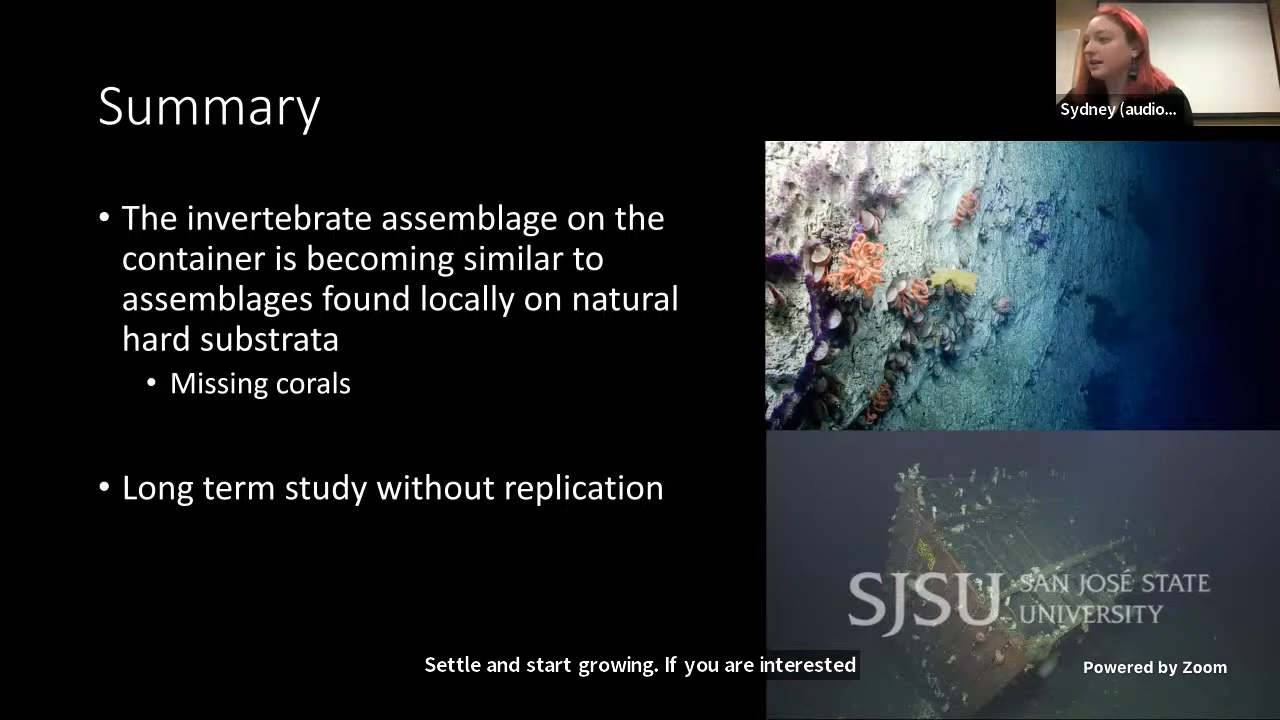 Summary
Sydney (audio...
• The invertebrate assemblage on the
container is becoming similar to
assemblages found locally on natural
hard substrata
• Missing corals
• Long term study without replication
SJSU SAN JOSÉ STATE
UNIVERSITY
Settle and start growing. If you are interested
Powered by Zoom